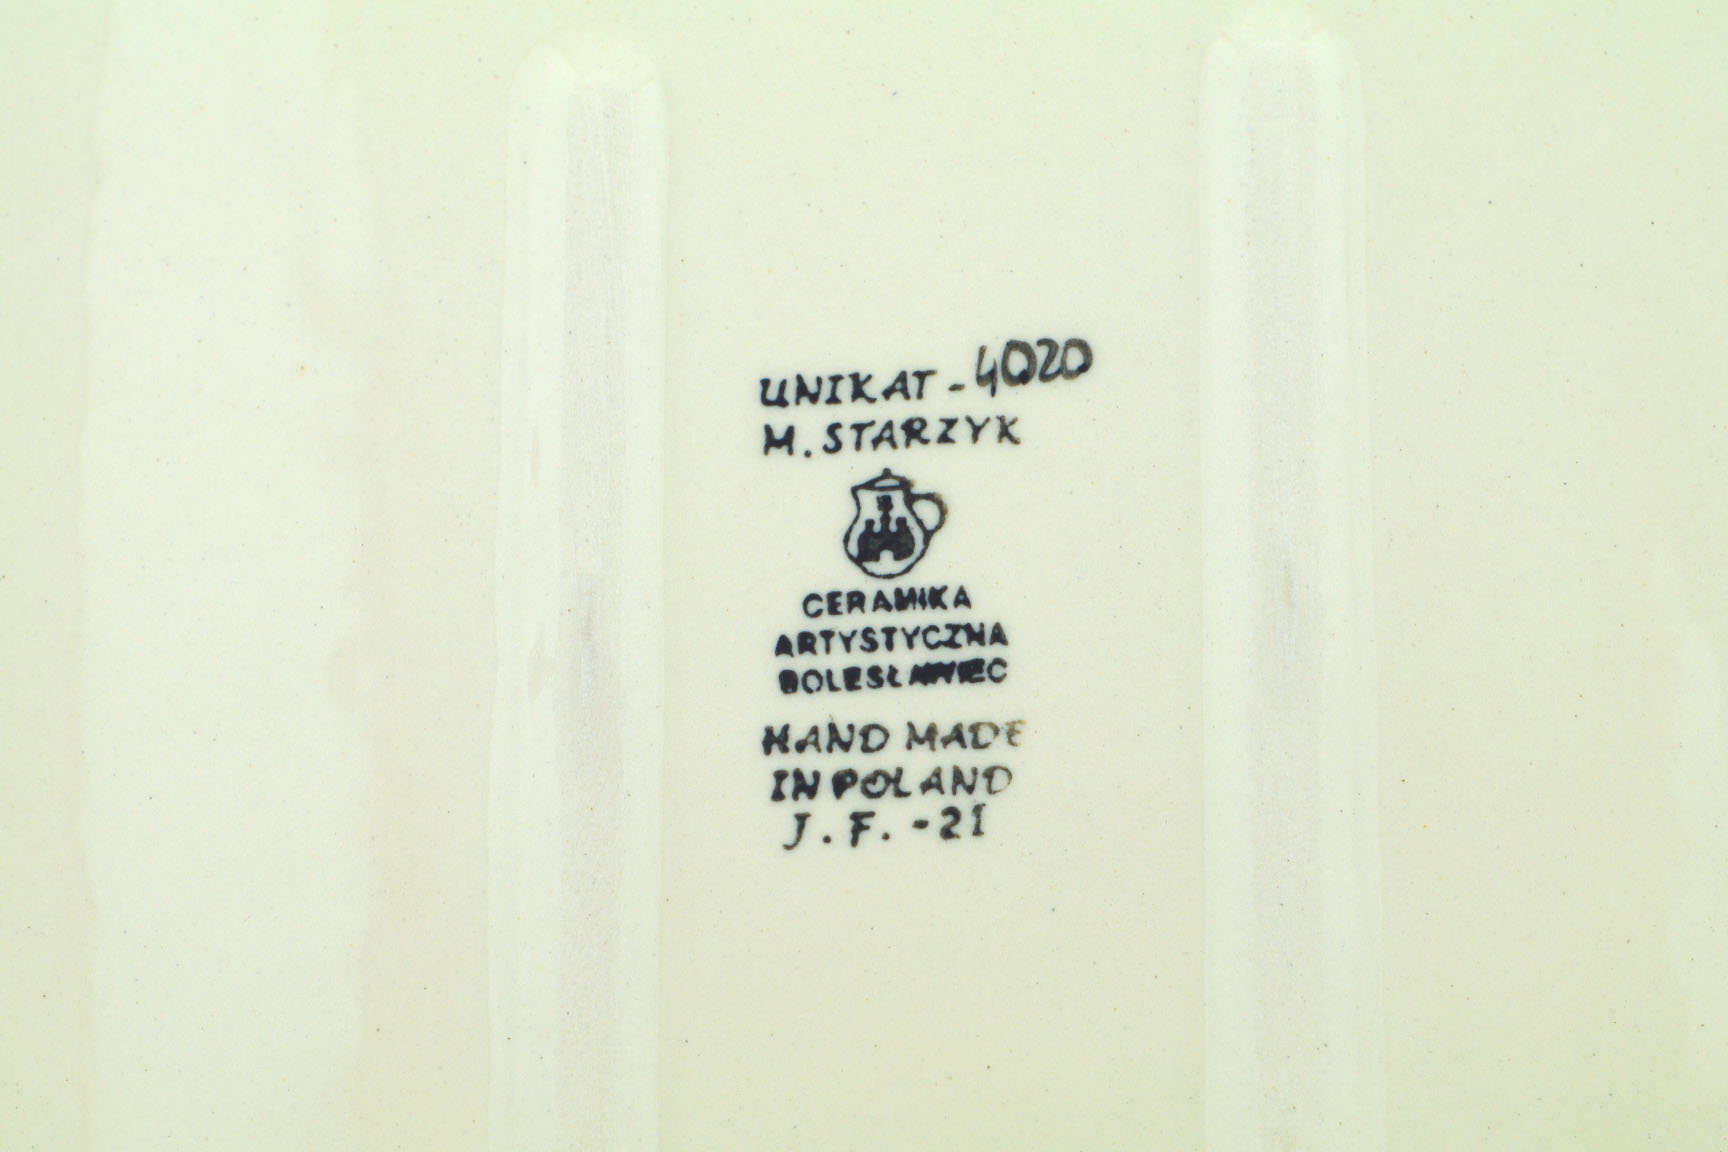 UNIKAT - 4020
M. STARZYK
CERAMIKA
ARTYSTYCZNA
BOLESŁAWIEC
HAND MADE
IN POLAND
J. F. - 21